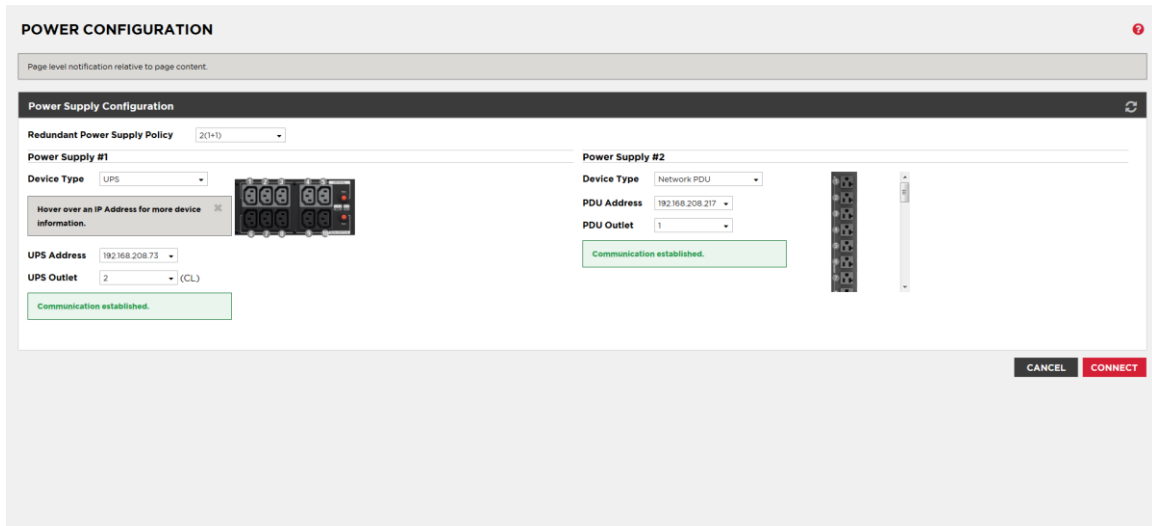 POWER CONFIGURATION
Page level notification relative to page content.
Power Supply Configuration
Redundant Power Supply Policy 2(1+1)
Power Supply #1
Device Type UPS
Hover over an IP Address for more device
information.
UPS Address 192.168.208.73
UPS Outlet 2 (CL)
Communication established.
Power Supply #2
Device Type Network PDU
PDU Address 192.168.208.217
PDU Outlet 1
Communication established.
CANCEL CONNECT